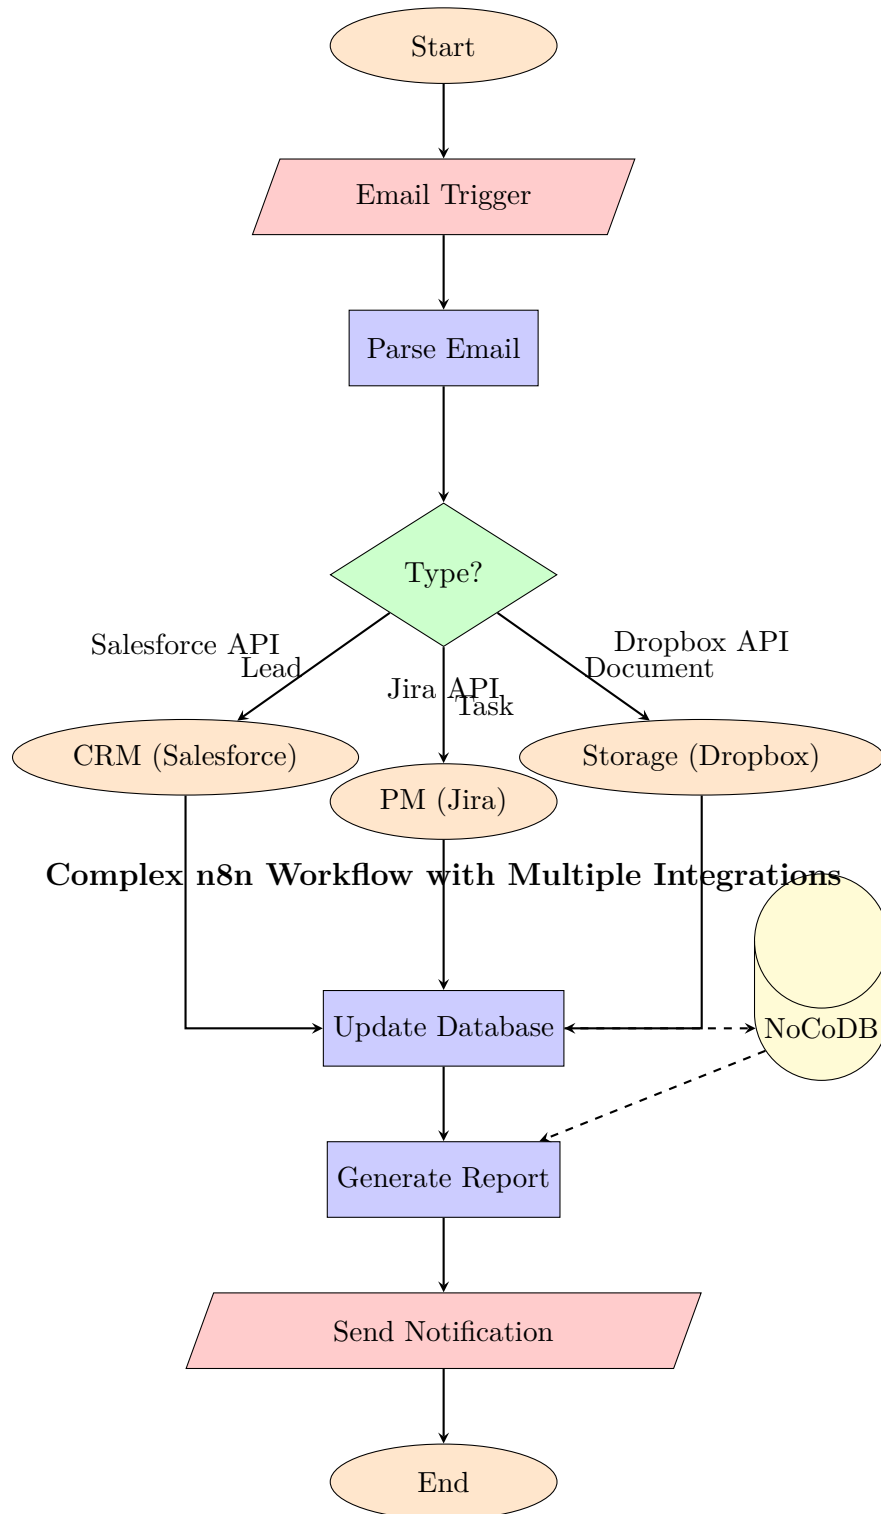 Start
Email Trigger
Parse Email
Type?
Salesforce API
Dropbox API
Lead
Document
Jira API
Task
CRM (Salesforce)
Storage (Dropbox)
PM (Jira)
Complex n8n Workflow with Multiple Integrations
Update Database
NoCoDB
Generate Report
Send Notification
End